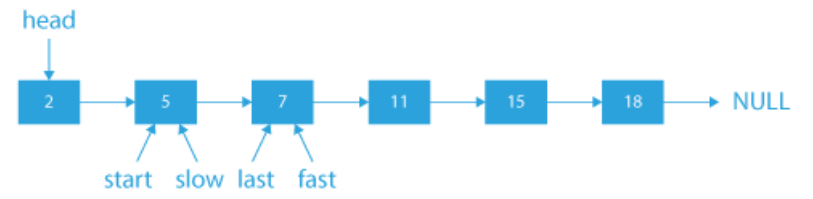 head
2 5 7 11 15 18 NULL
start slow last fast